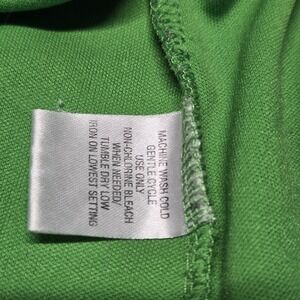 MACHINE WASH COLD
GENTLE CYCLE
USE ONLY
NON-CHLORINE BLEACH
WHEN NEEDED/
TUMBLE DRY LOW
IRON ON LOWEST SETTING